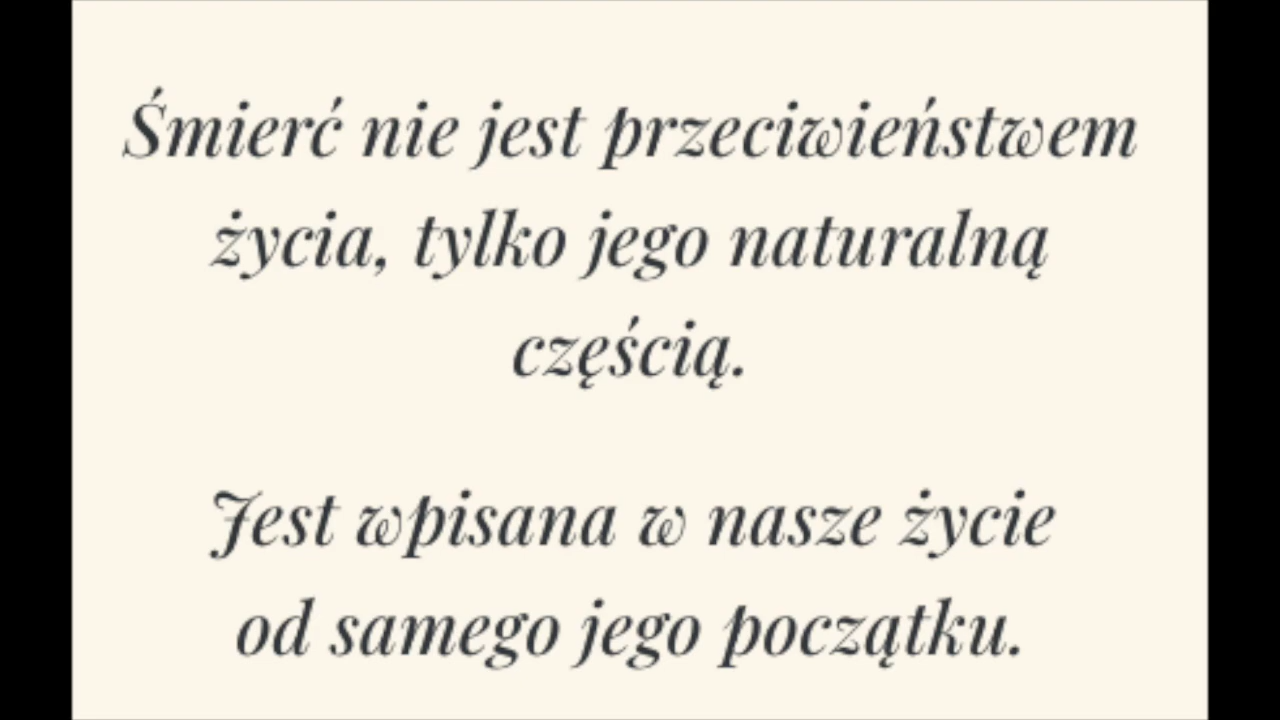 Śmierć nie jest przeciwieństwem
życia, tylko jego naturalną
częścią.
Jest wpisana w nasze życie
od samego jego początku.